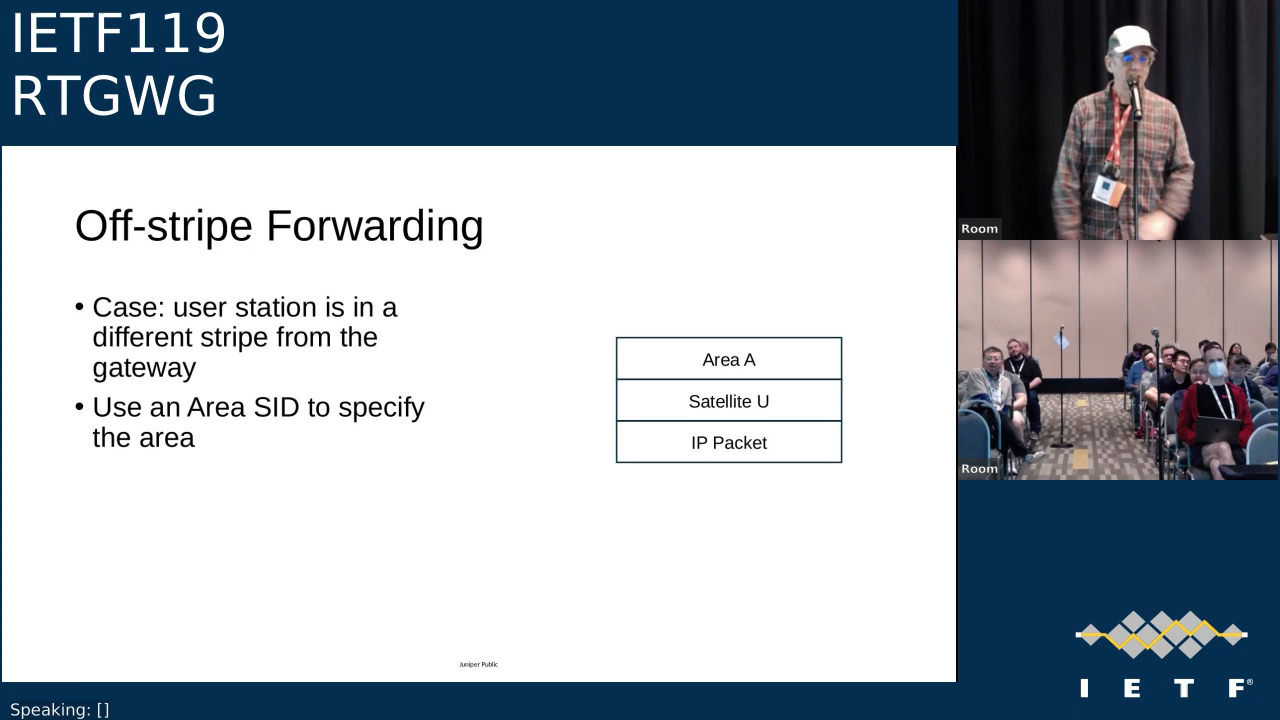 IETF119
RTGWG
Off-stripe Forwarding
• Case: user station is in a
different stripe from the
gateway
• Use an Area SID to specify
the area
Area A
Satellite U
IP Packet
Juniper Public
Room
Room
I E T F®
Speaking: []